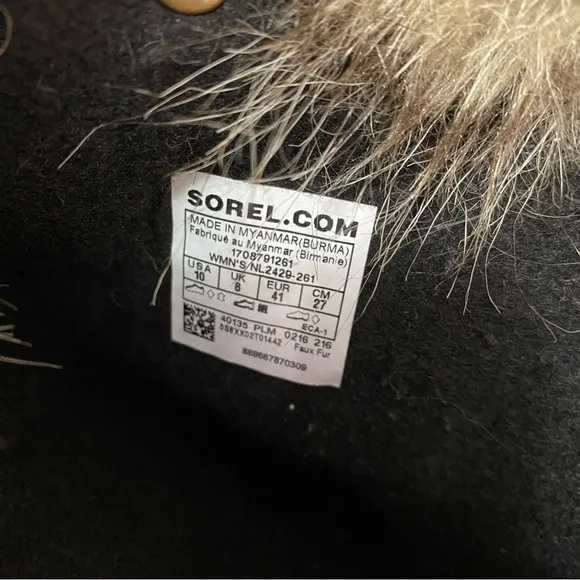 SOREL.COM
MADE IN MYANMAR(BURMA)
Fabriqué au Myanmar (Birmanie)
1708791261
WMN'S/NL2429-261
USA UK EUR CM
10 8 41 27
ECA-1
40135 PLM 0216 216
DS8XX02T01442 Faux Fur
888667870309